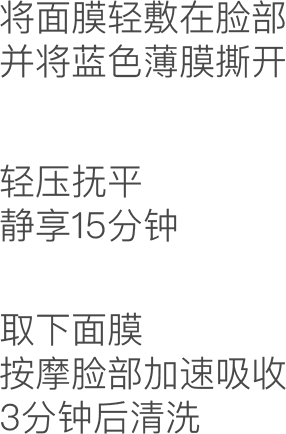 将面膜轻敷在脸部
并将蓝色薄膜撕开
轻压抚平
静享15分钟
取下面膜
按摩脸部加速吸收
3分钟后清洗